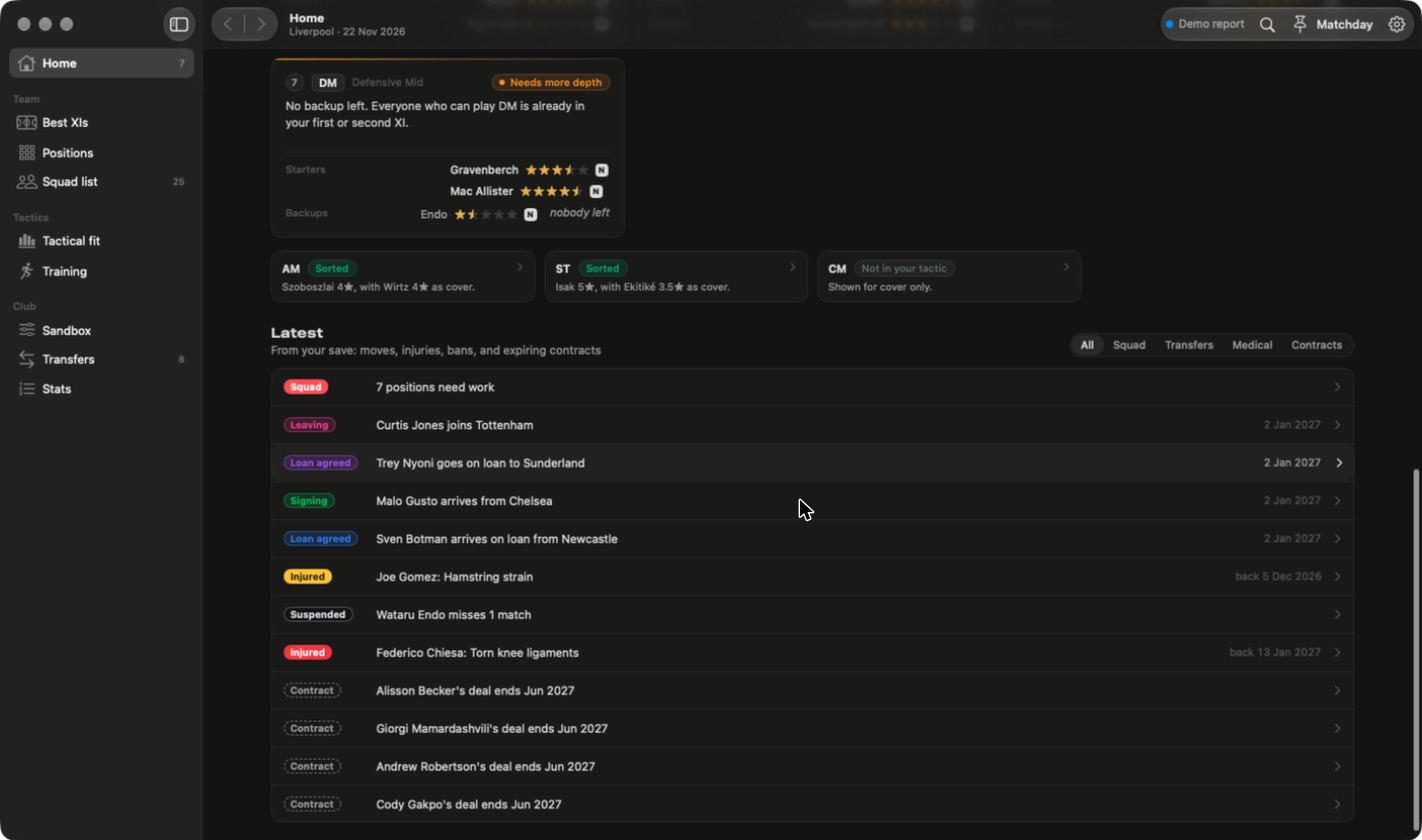 Home
Liverpool · 22 Nov 2026
Demo report
Matchday
Home 7
Team
Best XIs
Positions
Squad list 25
Tactics
Tactical fit
Training
Club
Sandbox
Transfers 8
Stats
7 DM Defensive Mid Needs more depth
No backup left. Everyone who can play DM is already in
your first or second XI.
Starters Gravenberch N
Mac Allister N
Backups Endo N nobody left
AM Sorted
Szoboszlai 4★, with Wirtz 4★ as cover.
ST Sorted
Isak 5★, with Ekitiké 3.5★ as cover.
CM Not in your tactic
Shown for cover only.
Latest
From your save: moves, injuries, bans, and expiring contracts
All Squad Transfers Medical Contracts
Squad 7 positions need work
Leaving Curtis Jones joins Tottenham 2 Jan 2027
Loan agreed Trey Nyoni goes on loan to Sunderland 2 Jan 2027
Signing Malo Gusto arrives from Chelsea 2 Jan 2027
Loan agreed Sven Botman arrives on loan from Newcastle 2 Jan 2027
Injured Joe Gomez: Hamstring strain back 5 Dec 2026
Suspended Wataru Endo misses 1 match
Injured Federico Chiesa: Torn knee ligaments back 13 Jan 2027
Contract Alisson Becker's deal ends Jun 2027
Contract Giorgi Mamardashvili's deal ends Jun 2027
Contract Andrew Robertson's deal ends Jun 2027
Contract Cody Gakpo's deal ends Jun 2027